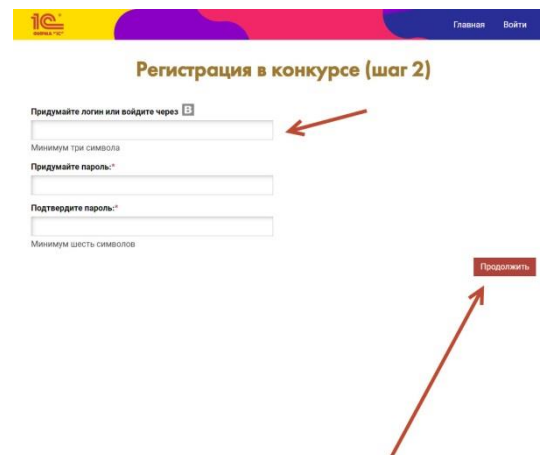 1С
ФИРМА "1С"
Главная Войти
Регистрация в конкурсе (шаг 2)
Придумайте логин или войдите через B
Минимум три символа
Придумайте пароль:*
Подтвердите пароль:*
Минимум шесть символов
Продолжить